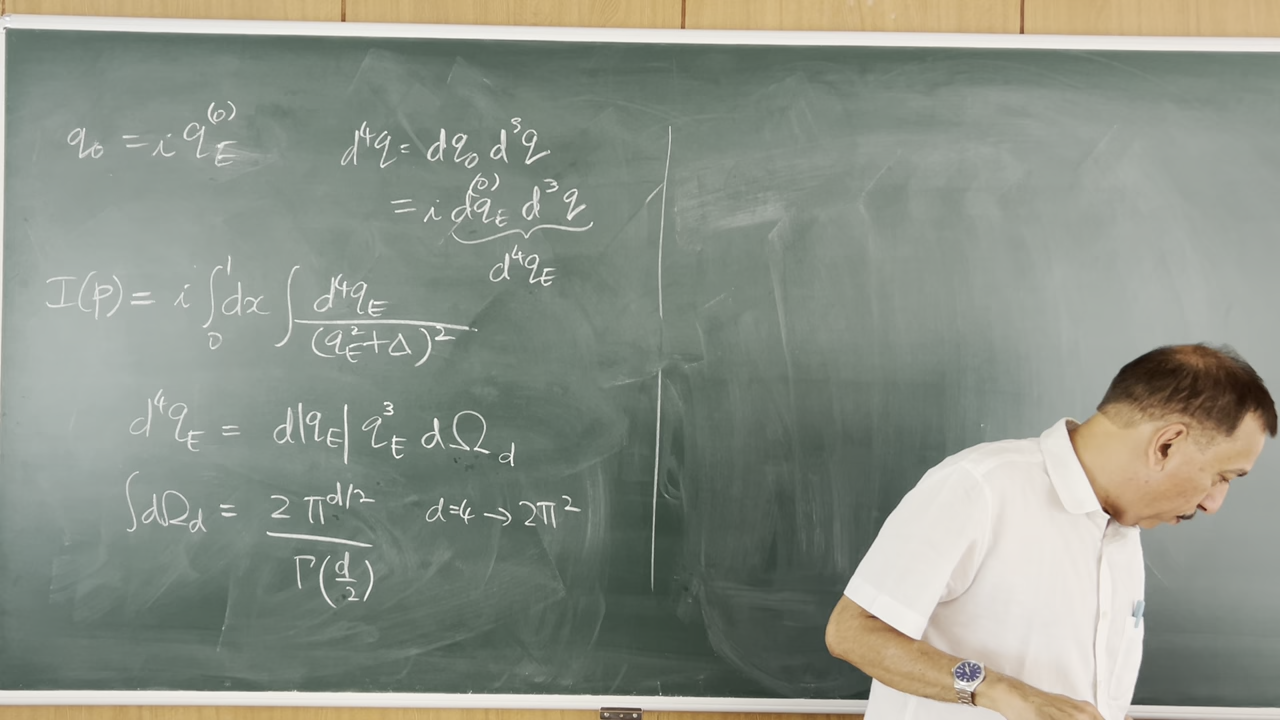 q₀ = i q_E^(0)
d⁴q = dq₀ d³q
= i dq_E^(0) d³q
d⁴q_E
I(p) = i ∫₀¹ dx ∫ d⁴q_E / (q_E² + Δ)²
d⁴q_E = d|q_E| q_E³ dΩ_d
∫dΩ_d = 2 π^{d/2} / Γ(d/2) d=4 → 2π²